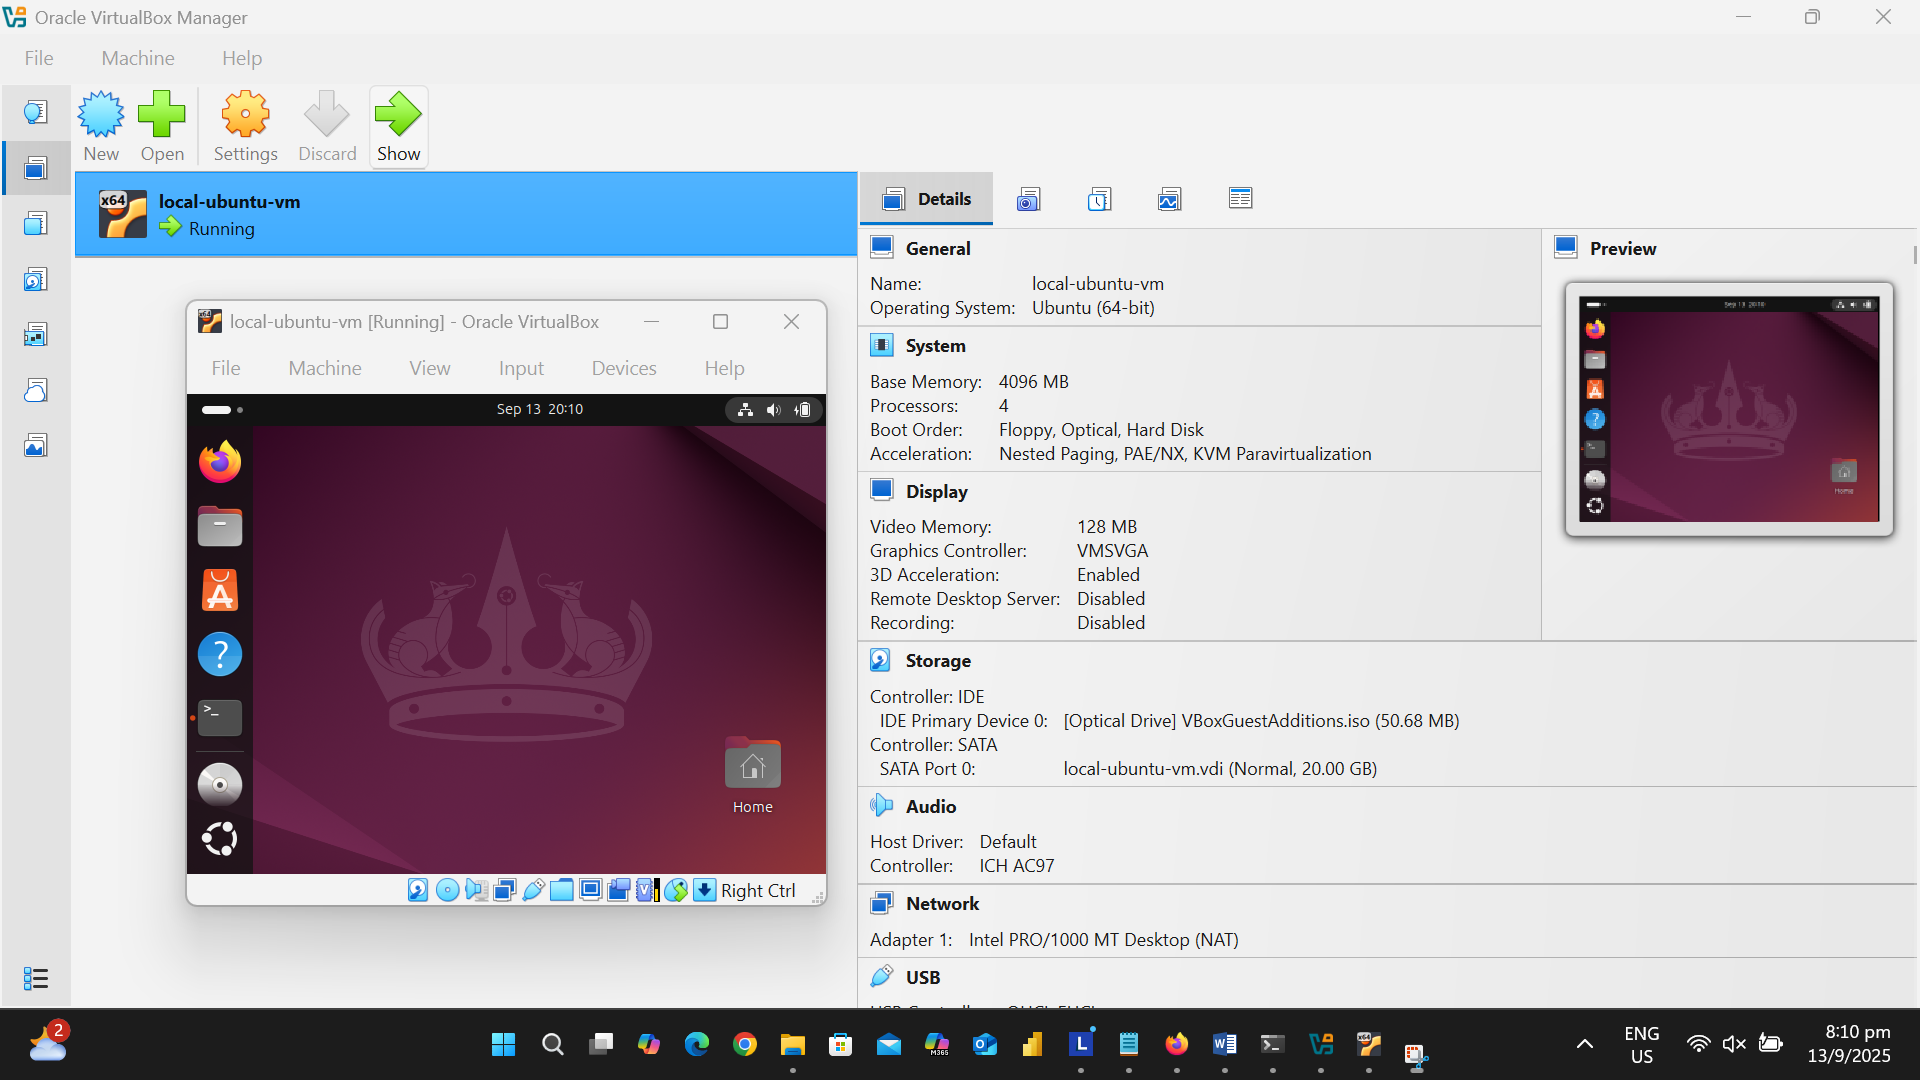 Oracle VirtualBox Manager
File Machine Help
New Open Settings Discard Show
x64 local-ubuntu-vm
Running
local-ubuntu-vm [Running] - Oracle VirtualBox
File Machine View Input Devices Help
Sep 13 20:10
Home
Right Ctrl
Details
General
Name: local-ubuntu-vm
Operating System: Ubuntu (64-bit)
System
Base Memory: 4096 MB
Processors: 4
Boot Order: Floppy, Optical, Hard Disk
Acceleration: Nested Paging, PAE/NX, KVM Paravirtualization
Display
Video Memory: 128 MB
Graphics Controller: VMSVGA
3D Acceleration: Enabled
Remote Desktop Server: Disabled
Recording: Disabled
Storage
Controller: IDE
IDE Primary Device 0: [Optical Drive] VBoxGuestAdditions.iso (50.68 MB)
Controller: SATA
SATA Port 0: local-ubuntu-vm.vdi (Normal, 20.00 GB)
Audio
Host Driver: Default
Controller: ICH AC97
Network
Adapter 1: Intel PRO/1000 MT Desktop (NAT)
USB
Preview
Sep 13 20:10
Home
2
M365
ENG
US
8:10 pm
13/9/2025